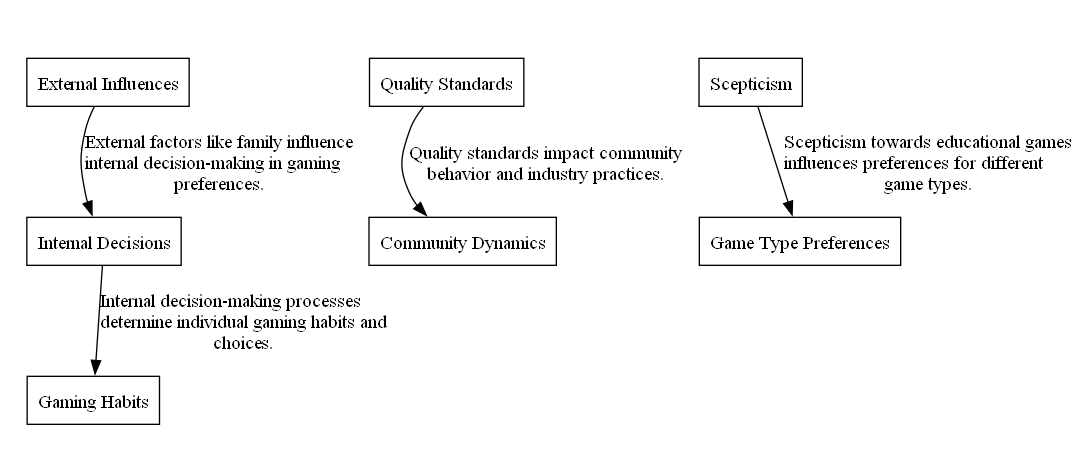 External Influences
Quality Standards
Scepticism
External factors like family influence
internal decision-making in gaming
preferences.
Quality standards impact community
behavior and industry practices.
Scepticism towards educational games
influences preferences for different
game types.
Internal Decisions
Community Dynamics
Game Type Preferences
Internal decision-making processes
determine individual gaming habits and
choices.
Gaming Habits